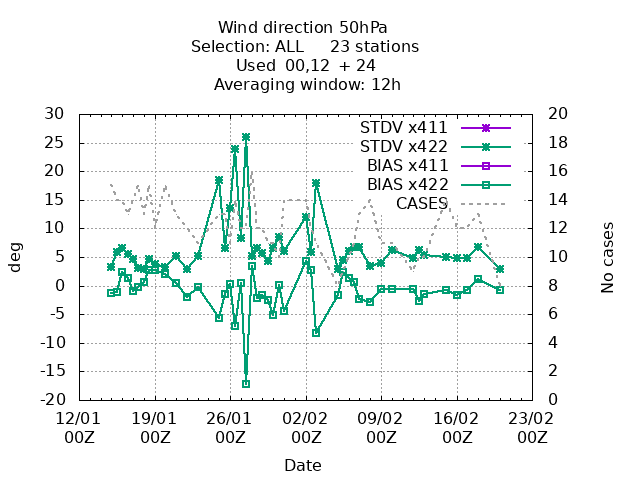 Wind direction 50hPa
Selection: ALL 23 stations
Used 00,12 + 24
Averaging window: 12h
30 20
25 18
20 16
15 14
10 12
5 10
0 8
-5 6
-10 4
-15 2
-20 0
STDV x411
STDV x422
BIAS x411
BIAS x422
CASES
deg
No cases
12/01 19/01 26/01 02/02 09/02 16/02 23/02
00Z 00Z 00Z 00Z 00Z 00Z 00Z
Date